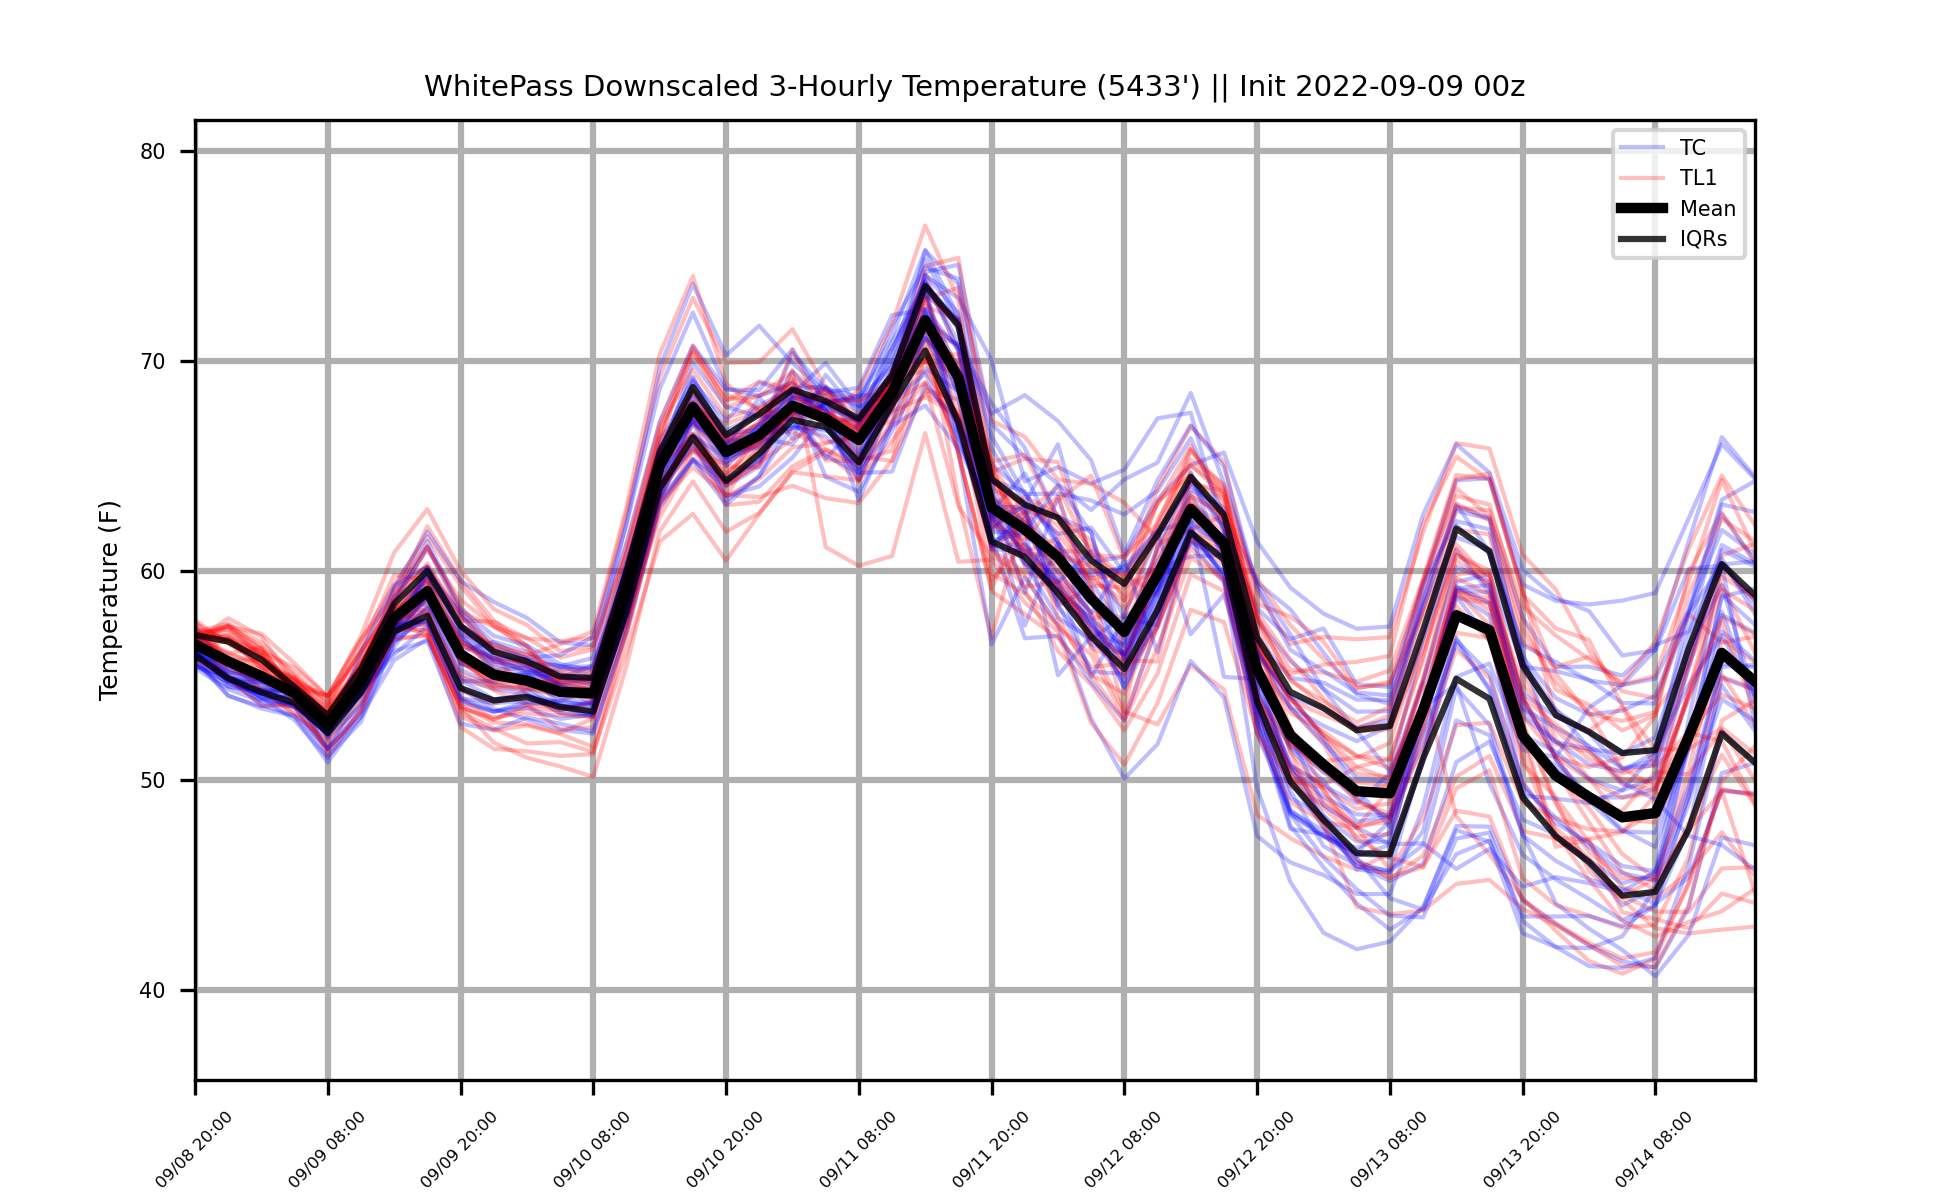 WhitePass Downscaled 3-Hourly Temperature (5433') || Init 2022-09-09 00z
TC
TL1
Mean
IQRs
Temperature (F)
80
70
60
50
40
09/08 20:00
09/09 08:00
09/09 20:00
09/10 08:00
09/10 20:00
09/11 08:00
09/11 20:00
09/12 08:00
09/12 20:00
09/13 08:00
09/13 20:00
09/14 08:00